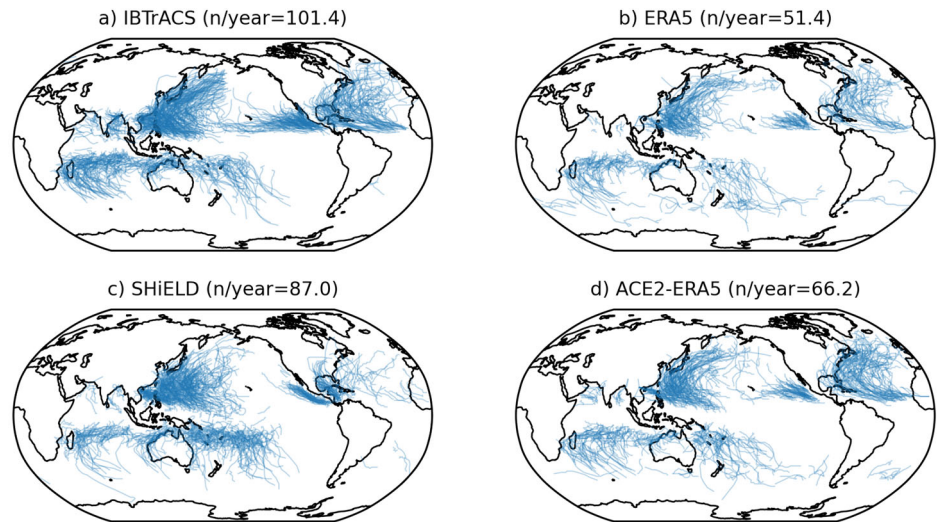 a) IBTrACS (n/year=101.4)
b) ERA5 (n/year=51.4)
c) SHiELD (n/year=87.0)
d) ACE2-ERA5 (n/year=66.2)